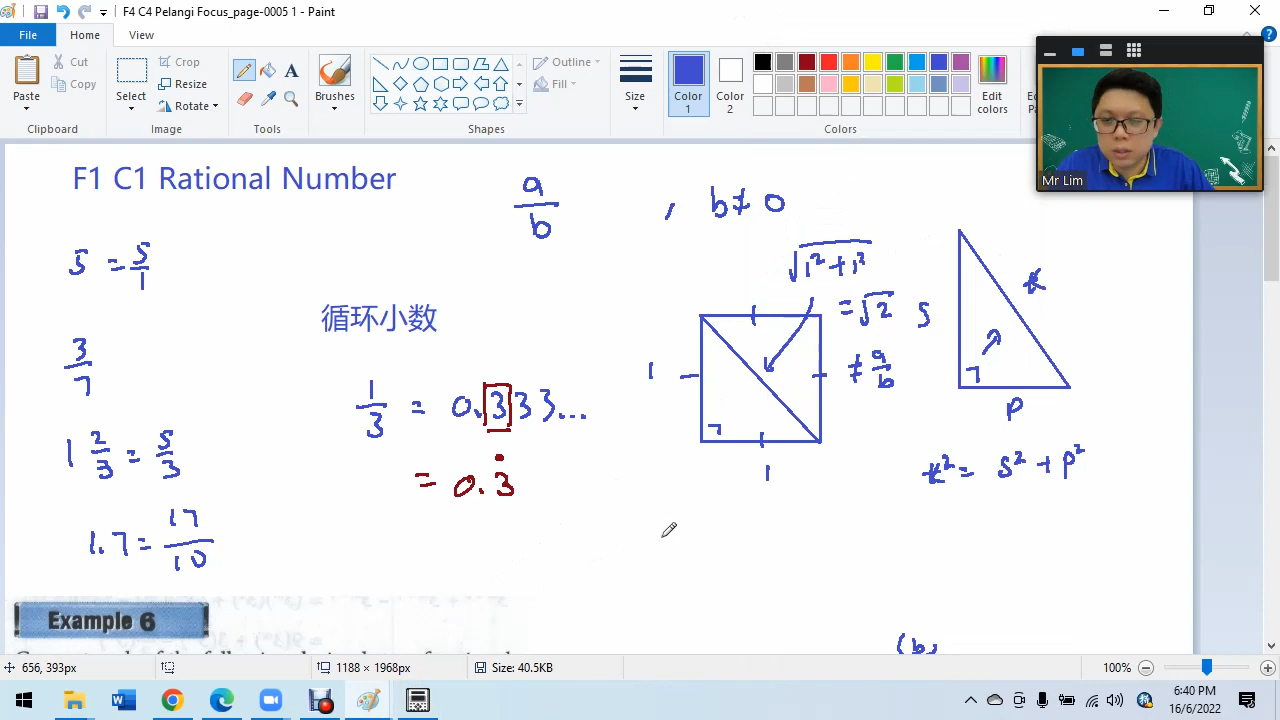 F4 C4 Pelangi Focus_page-0005 1 - Paint
File
Home
View
Paste
Cut
Copy
Clipboard
Select
Crop
Resize
Rotate
Image
A
Tools
Brushes
Outline
Fill
Shapes
Size
Color 1
Color 2
Colors
Edit colors
Mr Lim
F1 C1 Rational Number
a/b , b≠0
5 = 5/1
循环小数
3/7
1/3 = 0.333...
= 0.3̇
1 2/3 = 5/3
1.7 = 17/10
√1²+1²
= √2
≠ a/b
1
1
S
t
P
t² = s² + p²
Example 6
(b)
656, 393px
1188 × 1968px
Size: 40.5KB
100%
6:40 PM
16/6/2022